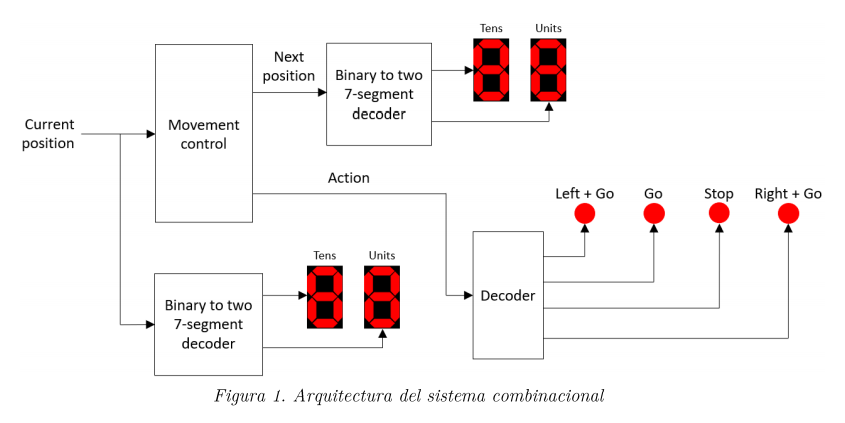 Tens
Units
Next
position
Binary to two
7-segment
decoder
Current
position
Movement
control
Action
Left + Go
Go
Stop
Right + Go
Tens
Units
Binary to two
7-segment
decoder
Decoder
Figura 1. Arquitectura del sistema combinacional